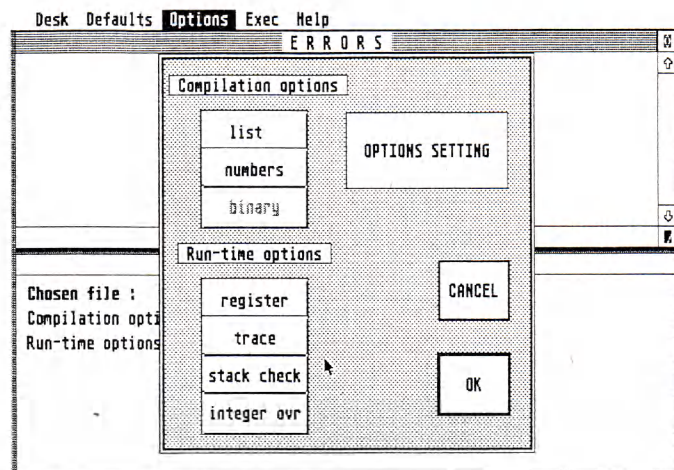 Desk Defaults Options Exec Help
ERRORS
Compilation options
list
numbers
binary
OPTIONS SETTING
Run-time options
register
trace
stack check
integer ovr
CANCEL
OK
Chosen file :
Compilation opti
Run-time options